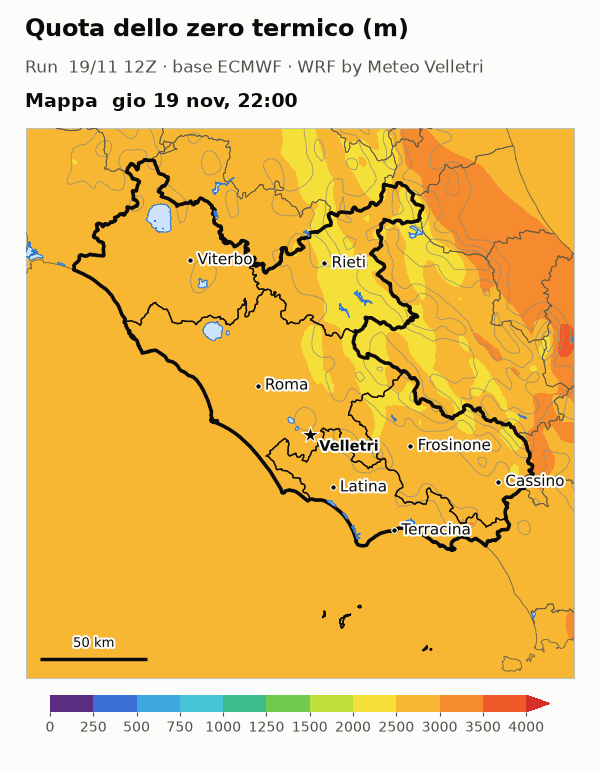 Quota dello zero termico (m)
Run  19/11 12Z · base ECMWF · WRF by Meteo Velletri
Mappa  gio 19 nov, 22:00
Viterbo
Rieti
Roma
Velletri
Frosinone
Cassino
Latina
Terracina
50 km
0 250 500 750 1000 1250 1500 2000 2500 3000 3500 4000